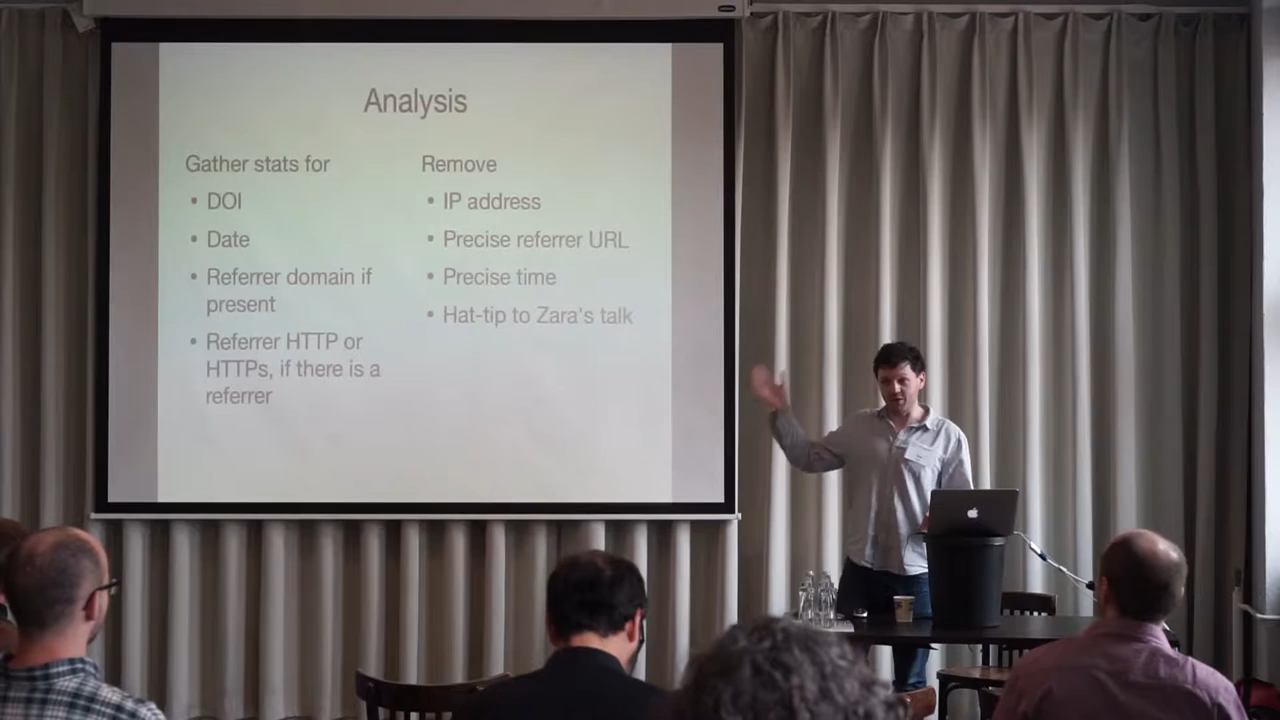 Analysis
Gather stats for
• DOI
• Date
• Referrer domain if
present
• Referrer HTTP or
HTTPs, if there is a
referrer
Remove
• IP address
• Precise referrer URL
• Precise time
• Hat-tip to Zara's talk